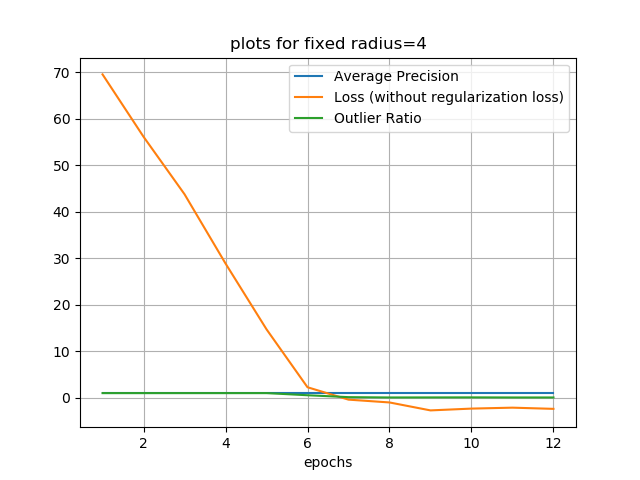 plots for fixed radius=4
Average Precision
Loss (without regularization loss)
Outlier Ratio
70
60
50
40
30
20
10
0
2 4 6 8 10 12
epochs